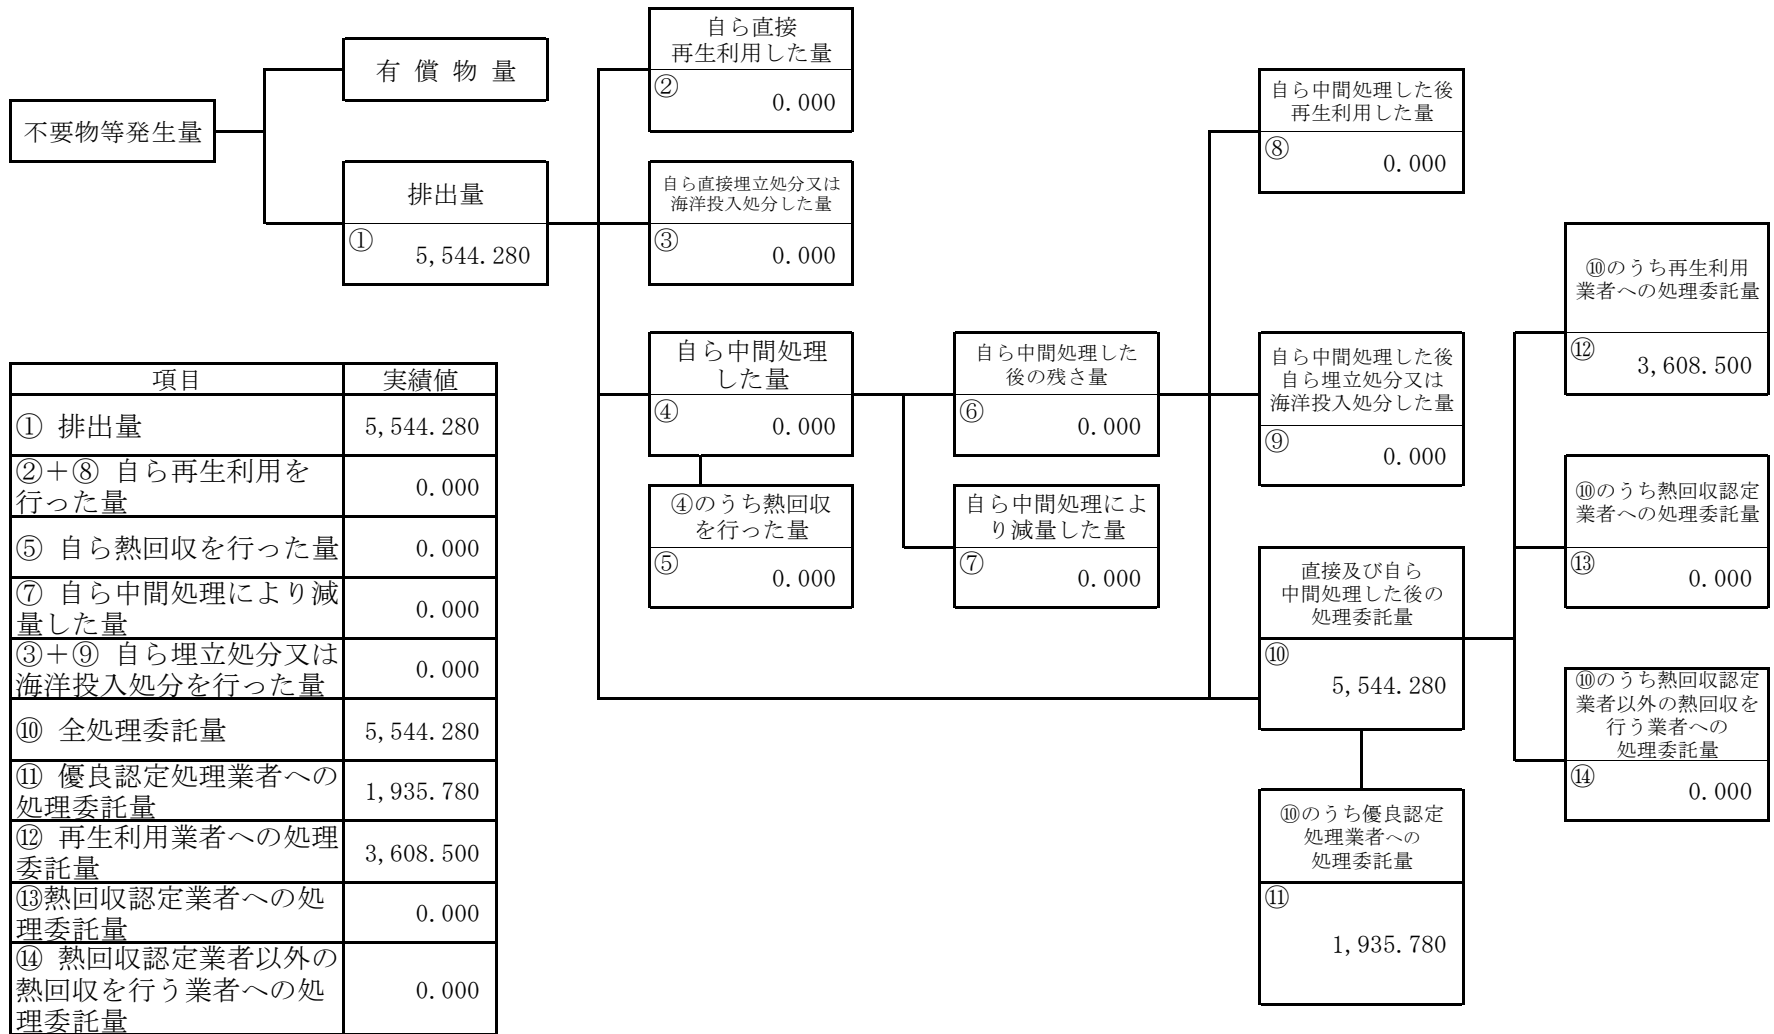 不要物等発生量
有 償 物 量
排出量
① 5,544.280
自ら直接
再生利用した量
② 0.000
自ら直接埋立処分又は
海洋投入処分した量
③ 0.000
自ら中間処理
した量
④ 0.000
④のうち熱回収
を行った量
⑤ 0.000
自ら中間処理した
後の残さ量
⑥ 0.000
自ら中間処理によ
り減量した量
⑦ 0.000
自ら中間処理した後
再生利用した量
⑧ 0.000
自ら中間処理した後
自ら埋立処分又は
海洋投入処分した量
⑨ 0.000
直接及び自ら
中間処理した後の
処理委託量
⑩ 5,544.280
⑩のうち優良認定
処理業者への
処理委託量
⑪ 1,935.780
⑩のうち再生利用
業者への処理委託量
⑫ 3,608.500
⑩のうち熱回収認定
業者への処理委託量
⑬ 0.000
⑩のうち熱回収認定
業者以外の熱回収を
行う業者への
処理委託量
⑭ 0.000
項目 実績値
① 排出量 5,544.280
②+⑧ 自ら再生利用を
行った量 0.000
⑤ 自ら熱回収を行った量 0.000
⑦ 自ら中間処理により減
量した量 0.000
③+⑨ 自ら埋立処分又は
海洋投入処分を行った量 0.000
⑩ 全処理委託量 5,544.280
⑪ 優良認定処理業者への
処理委託量 1,935.780
⑫ 再生利用業者への処理
委託量 3,608.500
⑬熱回収認定業者への処
理委託量 0.000
⑭ 熱回収認定業者以外の
熱回収を行う業者への処
理委託量 0.000